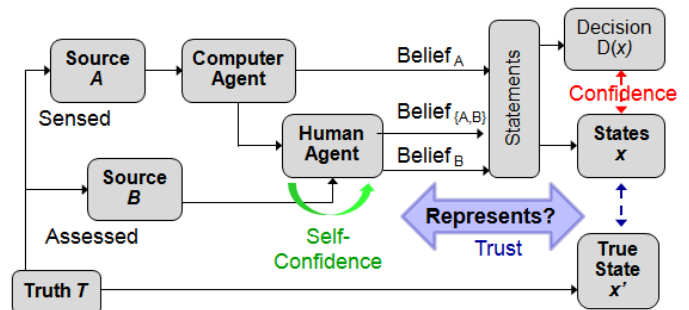 Source
A
Computer
Agent
Belief A
Statements
Decision
D(x)
Sensed
Confidence
Human
Agent
Belief {A,B}
Belief B
States
x
Source
B
Assessed
Self-
Confidence
Represents?
Trust
True
State
x'
Truth T